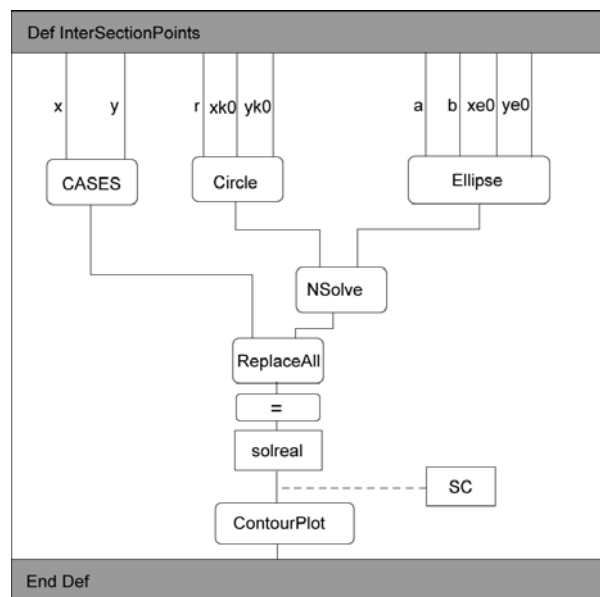 Def InterSectionPoints
x y r xk0 yk0 a b xe0 ye0
CASES Circle Ellipse
NSolve
ReplaceAll
=
solreal
SC
ContourPlot
End Def